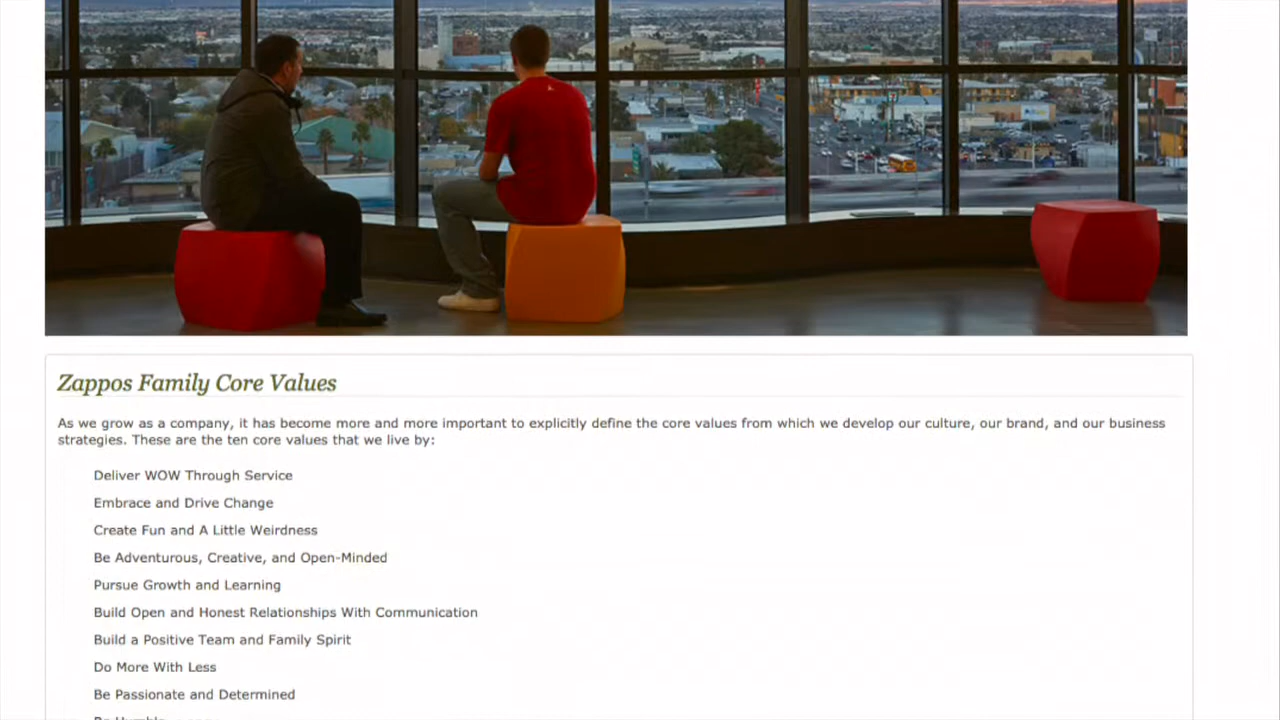 Zappos Family Core Values
As we grow as a company, it has become more and more important to explicitly define the core values from which we develop our culture, our brand, and our business
strategies. These are the ten core values that we live by:
Deliver WOW Through Service
Embrace and Drive Change
Create Fun and A Little Weirdness
Be Adventurous, Creative, and Open-Minded
Pursue Growth and Learning
Build Open and Honest Relationships With Communication
Build a Positive Team and Family Spirit
Do More With Less
Be Passionate and Determined
Be Humble